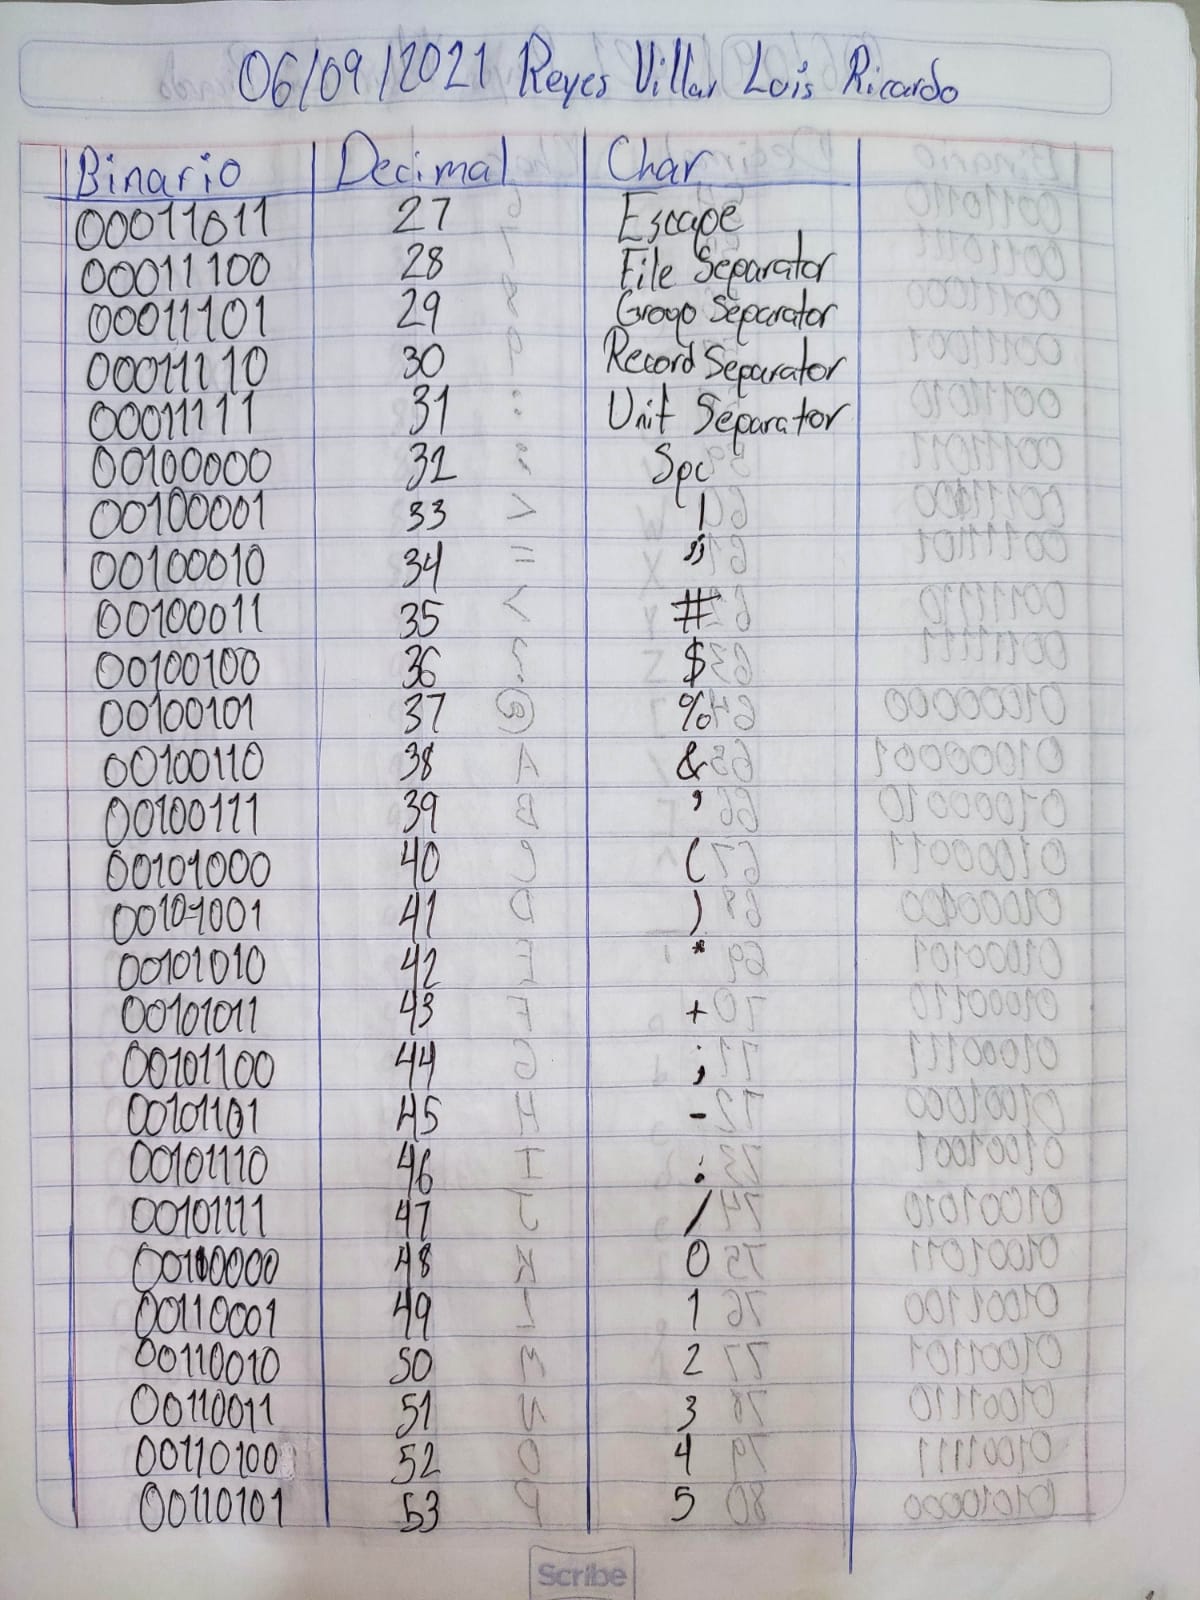 06/09/2021 Reyes Villar Luis Ricardo
Binario Decimal Char
00011011 27 Escape
00011100 28 File Separator
00011101 29 Group Separator
00011110 30 Record Separator
00011111 31 Unit Separator
00100000 32 Spc
00100001 33 |
00100010 34 "
00100011 35 #
00100100 36 $
00100101 37 %
00100110 38 &
00100111 39 '
00101000 40 (
00101001 41 )
00101010 42 *
00101011 43 +
00101100 44 ;
00101101 45 -
00101110 46 :
00101111 47 /
00110000 48 0
00110001 49 1
00110010 50 2
00110011 51 3
00110100 52 4
00110101 53 5
Scribe